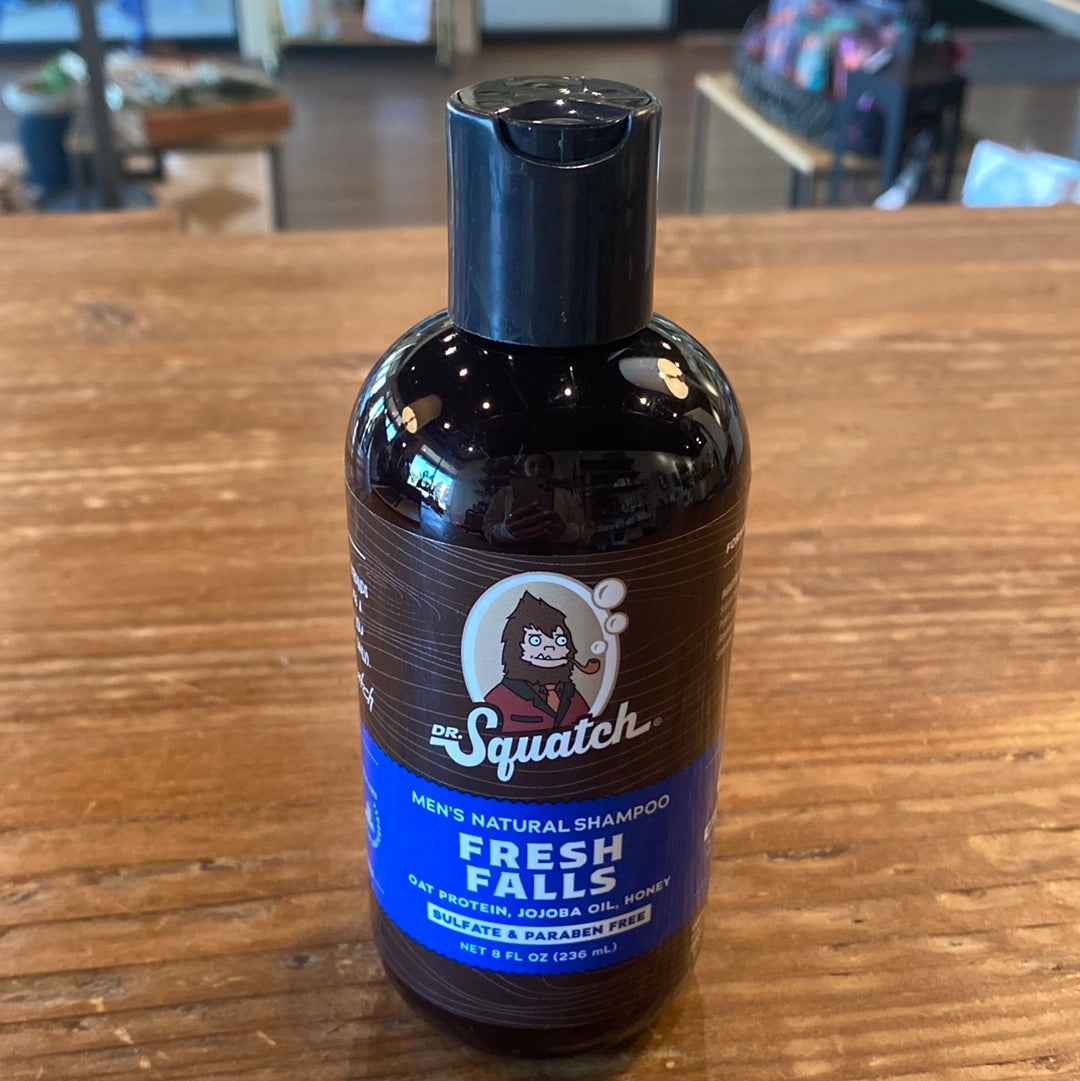 DR. Squatch®
MEN'S NATURAL SHAMPOO
FRESH
FALLS
OAT PROTEIN, JOJOBA OIL, HONEY
SULFATE & PARABEN FREE
NET 8 FL OZ (236 mL)